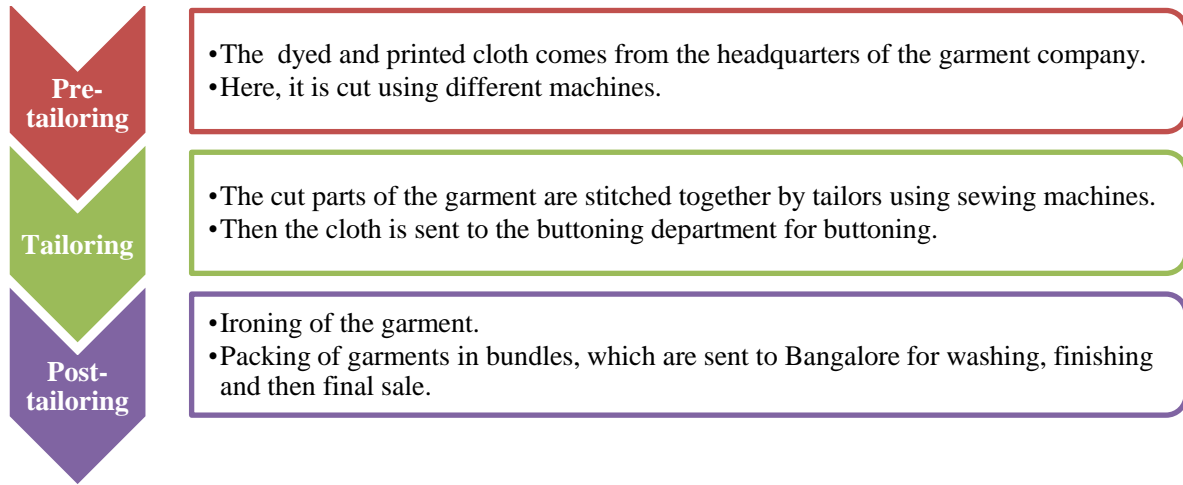 Pre-
tailoring
•The  dyed and printed cloth comes from the headquarters of the garment company.
•Here, it is cut using different machines.
Tailoring
•The cut parts of the garment are stitched together by tailors using sewing machines.
•Then the cloth is sent to the buttoning department for buttoning.
Post-
tailoring
•Ironing of the garment.
•Packing of garments in bundles, which are sent to Bangalore for washing, finishing
and then final sale.